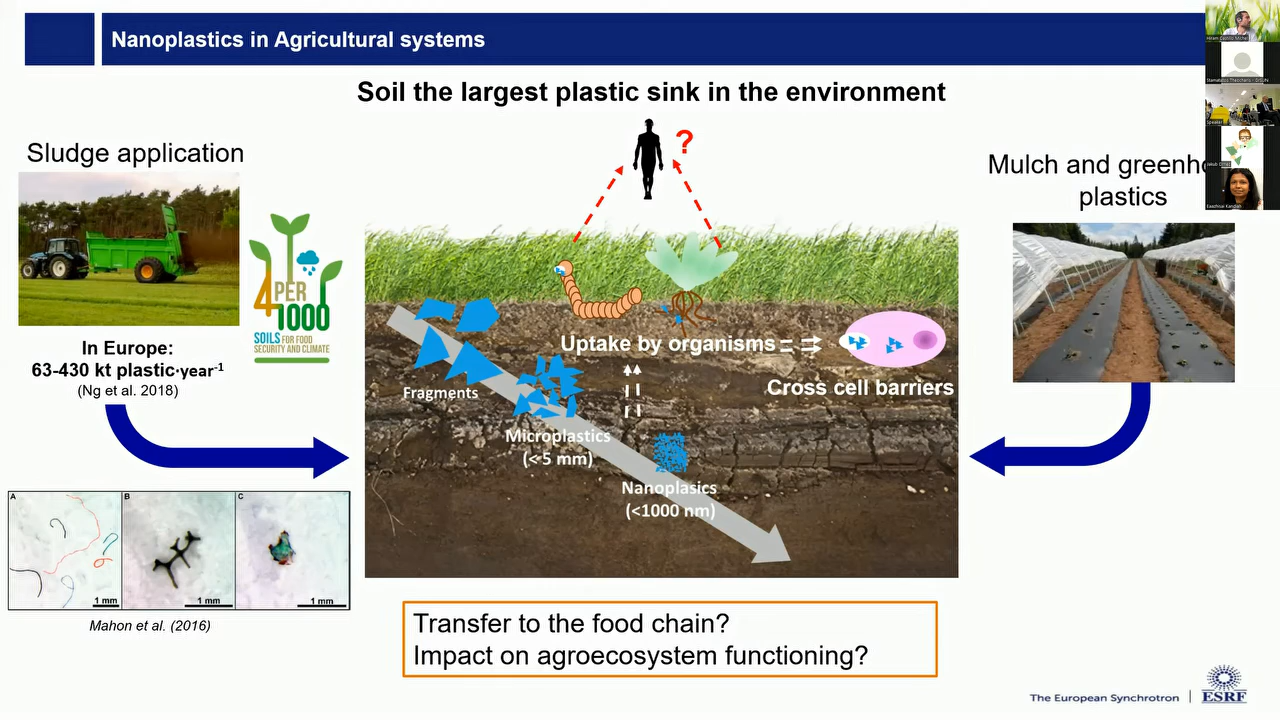 Nanoplastics in Agricultural systems
Soil the largest plastic sink in the environment
Sludge application
Mulch and greenh
plastics
?
4 PER
1000
SOILS FOR FOOD
SECURITY AND CLIMATE
In Europe:
63-430 kt plastic·year⁻¹
(Ng et al. 2018)
Uptake by organisms
Cross cell barriers
Fragments
Microplastics
(<5 mm)
Nanoplasics
(<1000 nm)
A
B
C
1 mm
1 mm
1 mm
Mahon et al. (2016)
Transfer to the food chain?
Impact on agroecosystem functioning?
The European Synchrotron
ESRF
Speaker